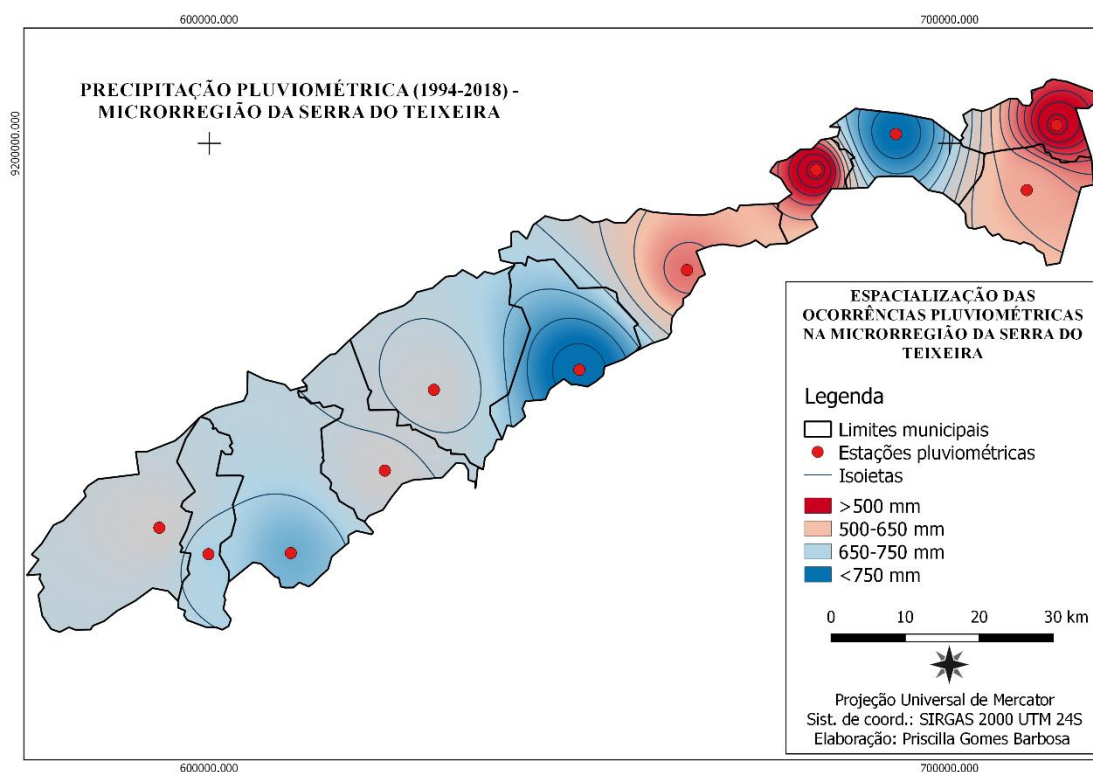 600000.000
700000.000
PRECIPITAÇÃO PLUVIOMÉTRICA (1994-2018) -
MICRORREGIÃO DA SERRA DO TEIXEIRA
9200000.000
9200000.000
ESPACIALIZAÇÃO DAS
OCORRÊNCIAS PLUVIOMÉTRICAS
NA MICRORREGIÃO DA SERRA DO
TEIXEIRA
Legenda
Limites municipais
Estações pluviométricas
Isoietas
>500 mm
500-650 mm
650-750 mm
<750 mm
0 10 20 30 km
Projeção Universal de Mercator
Sist. de coord.: SIRGAS 2000 UTM 24S
Elaboração: Priscilla Gomes Barbosa
600000.000
700000.000